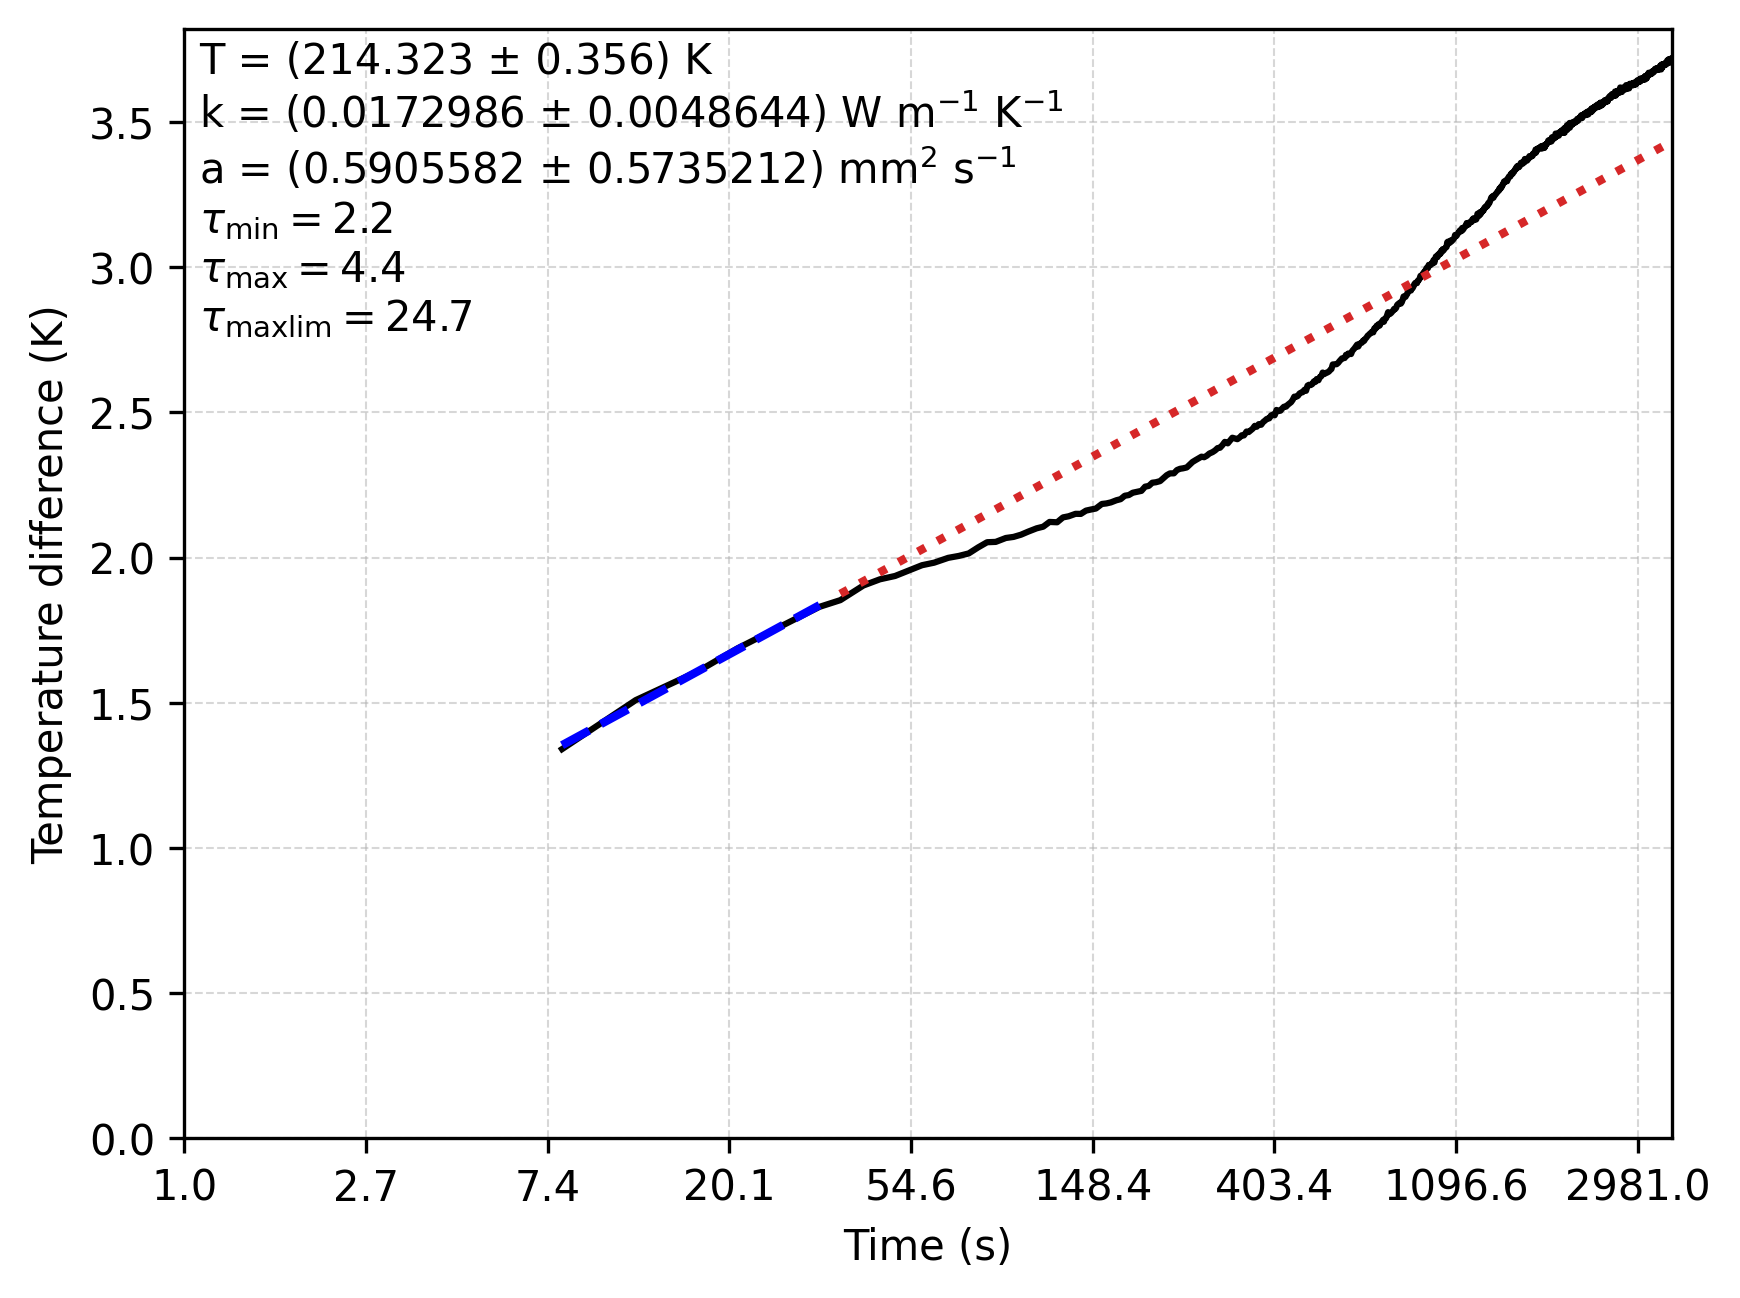 T = (214.323 ± 0.356) K
k = (0.0172986 ± 0.0048644) W m⁻¹ K⁻¹
a = (0.5905582 ± 0.5735212) mm² s⁻¹
τmin = 2.2
τmax = 4.4
τmaxlim = 24.7
3.5
3.0
2.5
2.0
1.5
1.0
0.5
0.0
Temperature difference (K)
1.0 2.7 7.4 20.1 54.6 148.4 403.4 1096.6 2981.0
Time (s)